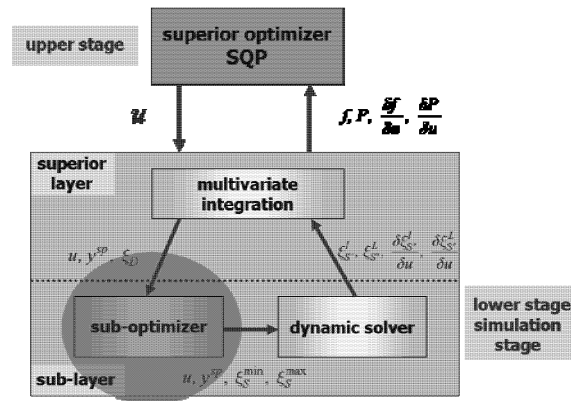 upper stage
superior optimizer
SQP
u
f, P, δf/δu, δP/δu
superior
layer
multivariate
integration
u, y^sp, ξ_D
ξ_S^I, ξ_S^L, δξ_S^I/δu, δξ_S^L/δu
sub-optimizer
dynamic solver
lower stage
simulation
stage
sub-layer
u, y^sp, ξ_S^min, ξ_S^max